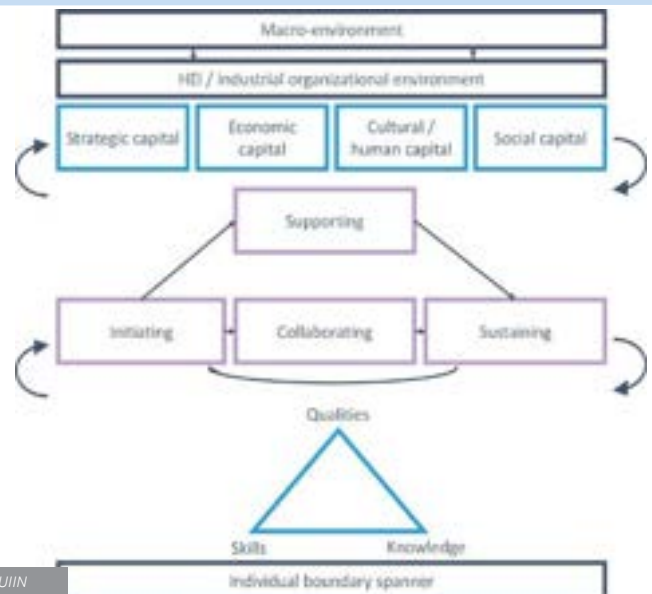 Macro-environment
HEI / industrial organizational environment
Strategic capital
Economic
capital
Cultural /
human capital
Social capital
Supporting
Initiating
Collaborating
Sustaining
Qualities
Skills
Knowledge
Individual boundary spanner
UIIN